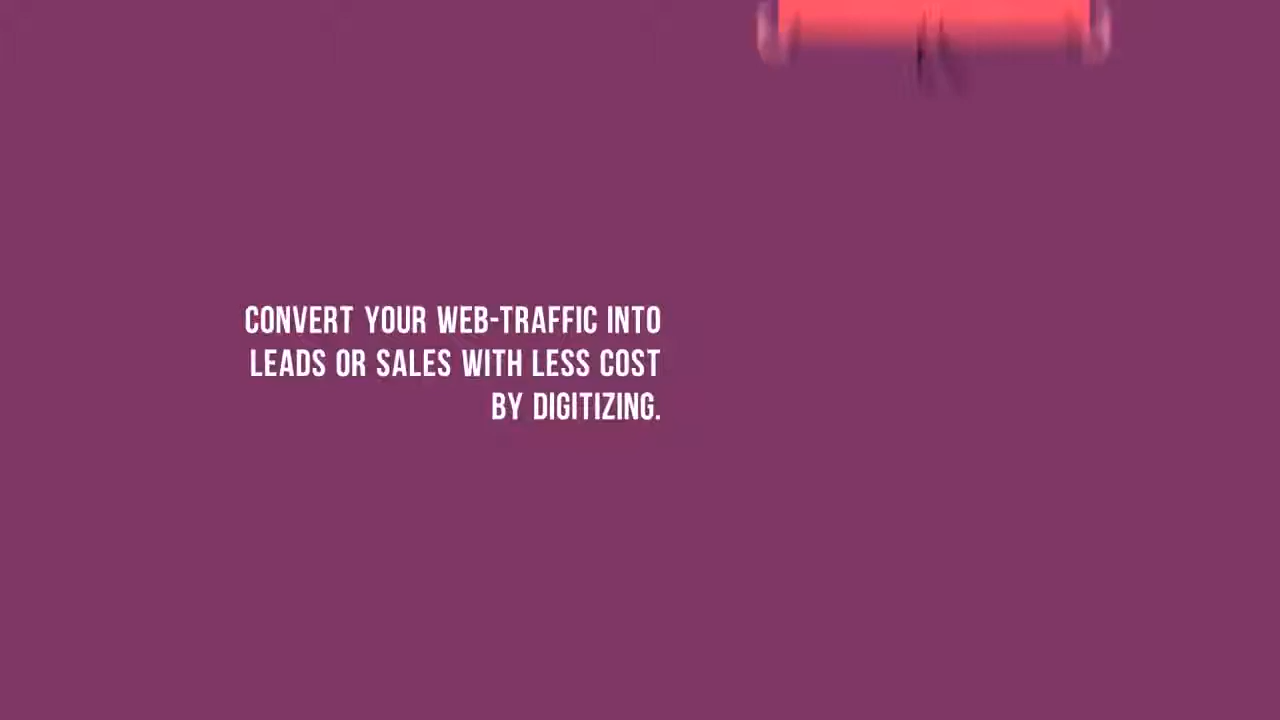 CONVERT YOUR WEB-TRAFFIC INTO
LEADS OR SALES WITH LESS COST
BY DIGITIZING.